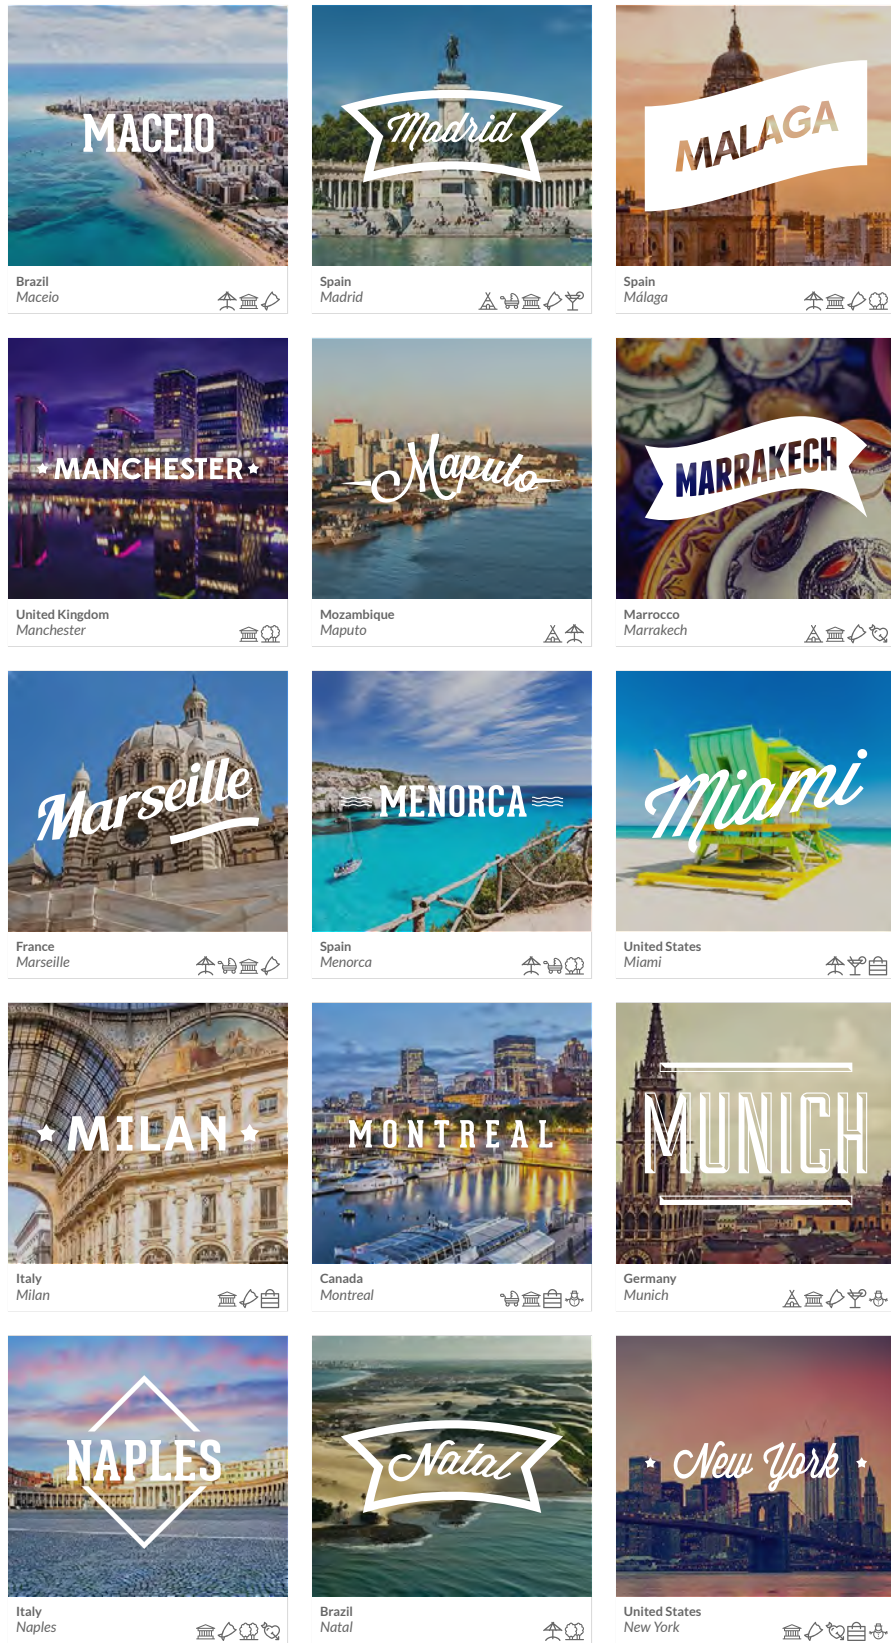 MACEIO
Brazil
Maceio
Madrid
Spain
Madrid
MALAGA
Spain
Málaga
MANCHESTER
United Kingdom
Manchester
Maputo
Mozambique
Maputo
MARRAKECH
Marrocco
Marrakech
Marseille
France
Marseille
MENORCA
Spain
Menorca
Miami
United States
Miami
MILAN
Italy
Milan
MONTREAL
Canada
Montreal
MUNICH
Germany
Munich
NAPLES
Italy
Naples
Natal
Brazil
Natal
New York
United States
New York